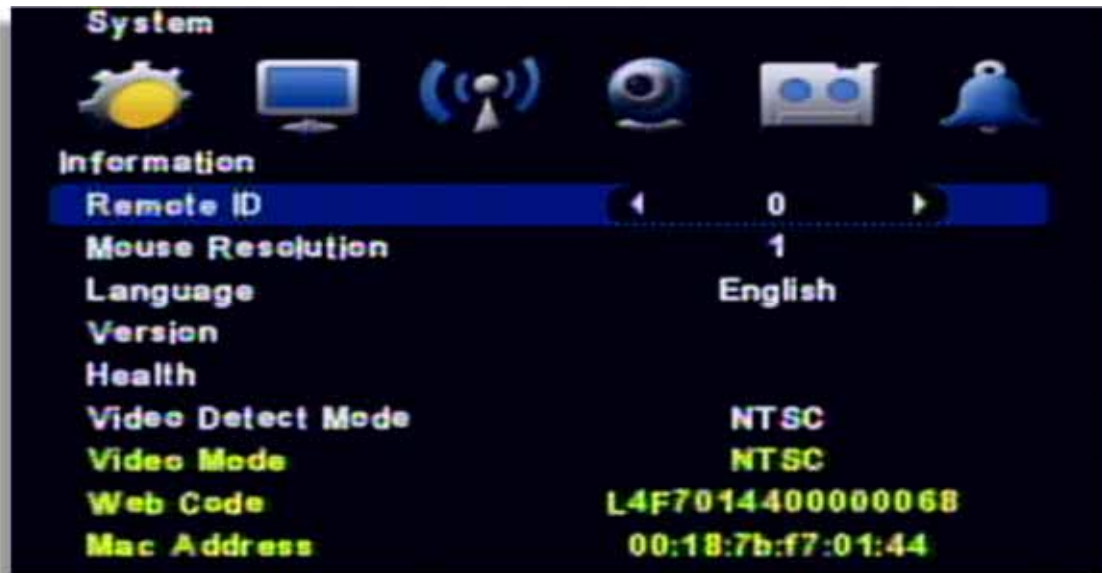 System
Information
Remote ID 0
Mouse Resolution 1
Language English
Version
Health
Video Detect Mode NTSC
Video Mode NTSC
Web Code L4F7014400000068
Mac Address 00:18:7b:f7:01:44